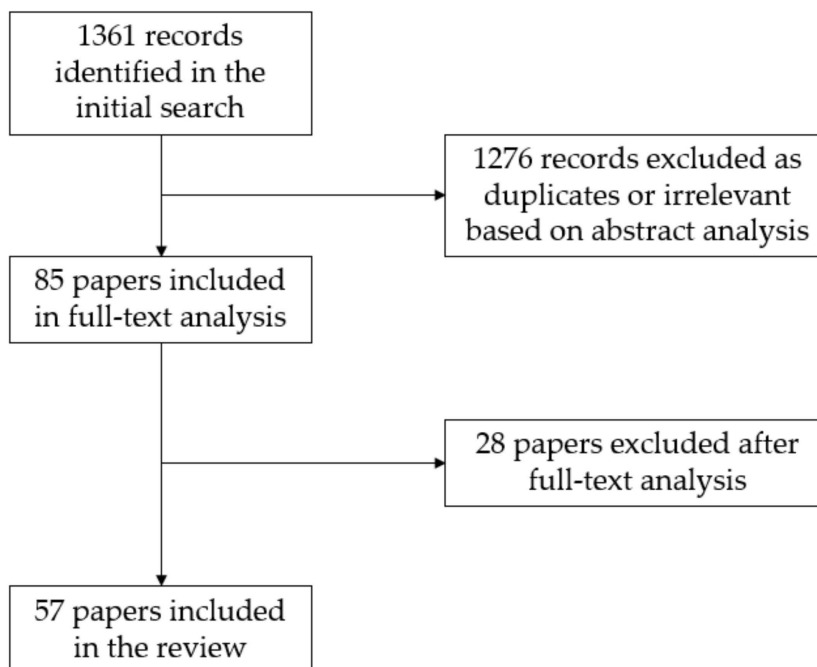 1361 records
identified in the
initial search
1276 records excluded as
duplicates or irrelevant
based on abstract analysis
85 papers included
in full-text analysis
28 papers excluded after
full-text analysis
57 papers included
in the review